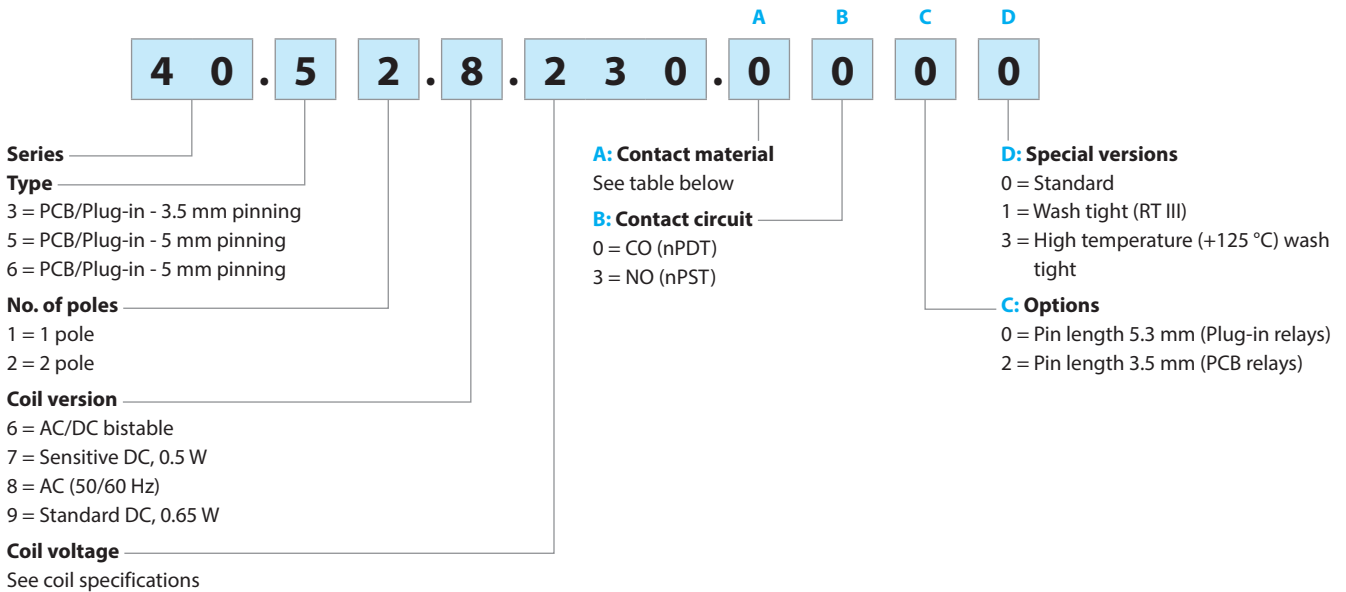 A B C D
4 0 . 5 2 . 8 . 2 3 0 . 0 0 0 0
Series
Type
3 = PCB/Plug-in - 3.5 mm pinning
5 = PCB/Plug-in - 5 mm pinning
6 = PCB/Plug-in - 5 mm pinning
No. of poles
1 = 1 pole
2 = 2 pole
Coil version
6 = AC/DC bistable
7 = Sensitive DC, 0.5 W
8 = AC (50/60 Hz)
9 = Standard DC, 0.65 W
Coil voltage
See coil specifications
A: Contact material
See table below
B: Contact circuit
0 = CO (nPDT)
3 = NO (nPST)
D: Special versions
0 = Standard
1 = Wash tight (RT III)
3 = High temperature (+125 °C) wash
tight
C: Options
0 = Pin length 5.3 mm (Plug-in relays)
2 = Pin length 3.5 mm (PCB relays)